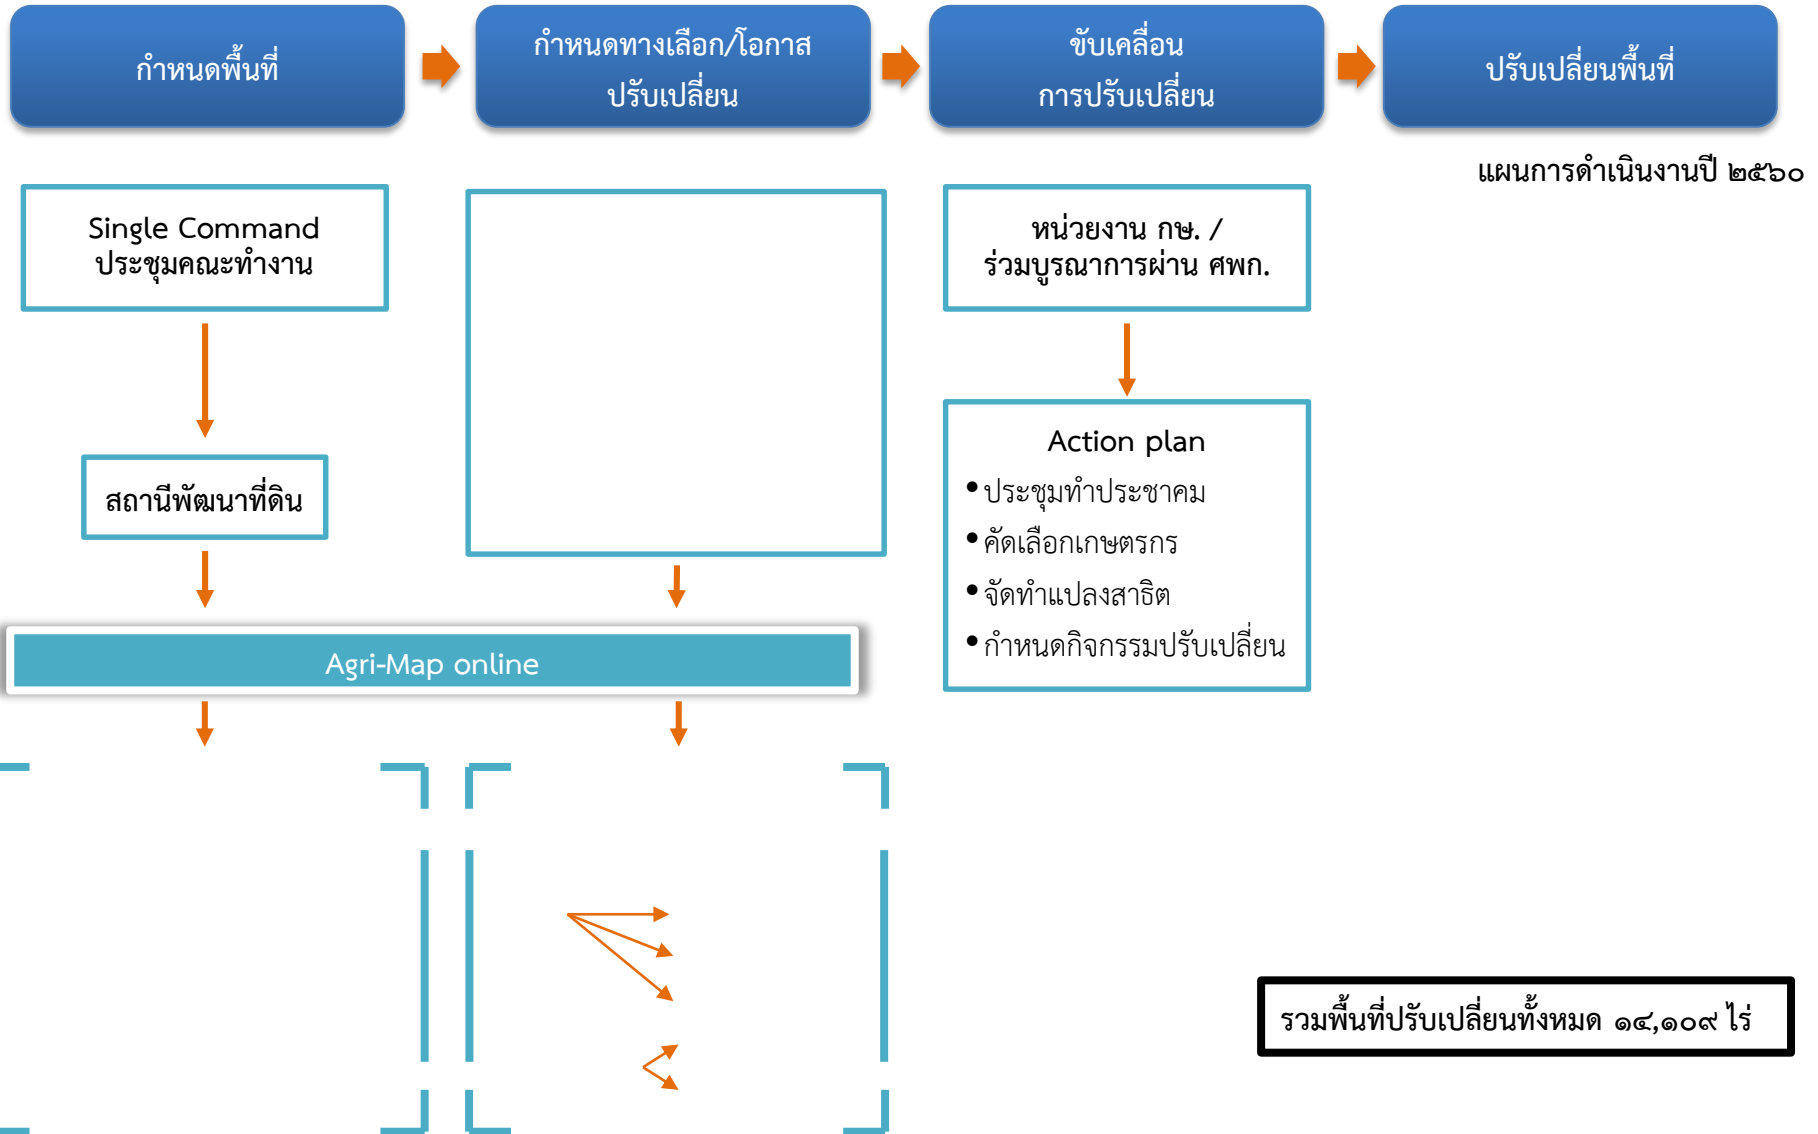 กำหนดพื้นที่
กำหนดทางเลือก/โอกาส
ปรับเปลี่ยน
ขับเคลื่อน
การปรับเปลี่ยน
ปรับเปลี่ยนพื้นที่
แผนการดำเนินงานปี ๒๕๖๐
Single Command
ประชุมคณะทำงาน
สถานีพัฒนาที่ดิน
หน่วยงาน กษ. /
ร่วมบูรณาการผ่าน ศพก.
Action plan
•ประชุมทำประชาคม
•คัดเลือกเกษตรกร
•จัดทำแปลงสาธิต
•กำหนดกิจกรรมปรับเปลี่ยน
Agri-Map online
รวมพื้นที่ปรับเปลี่ยนทั้งหมด ๑๔,๑๐๙ ไร่